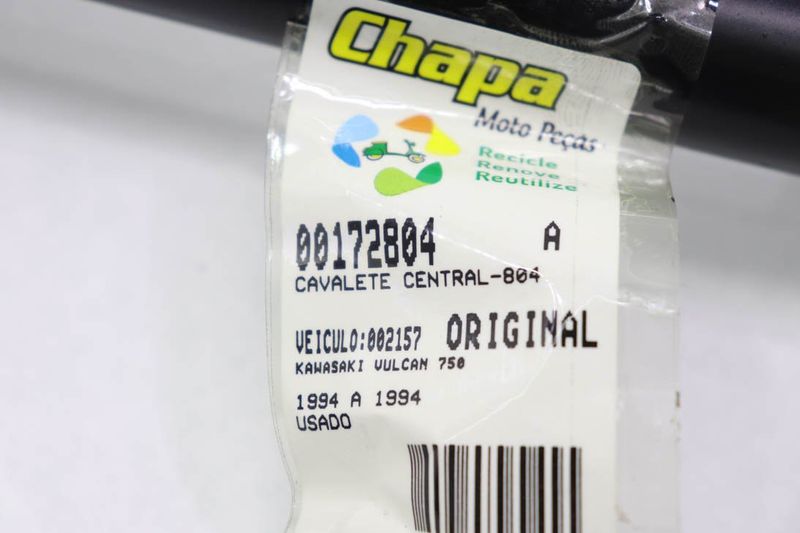 Chapa
Moto Peças
Recicle
Renove
Reutilize
00172804 A
CAVALETE CENTRAL-804
VEICULO:002157 ORIGINAL
KAWASAKI VULCAN 750
1994 A 1994
USADO